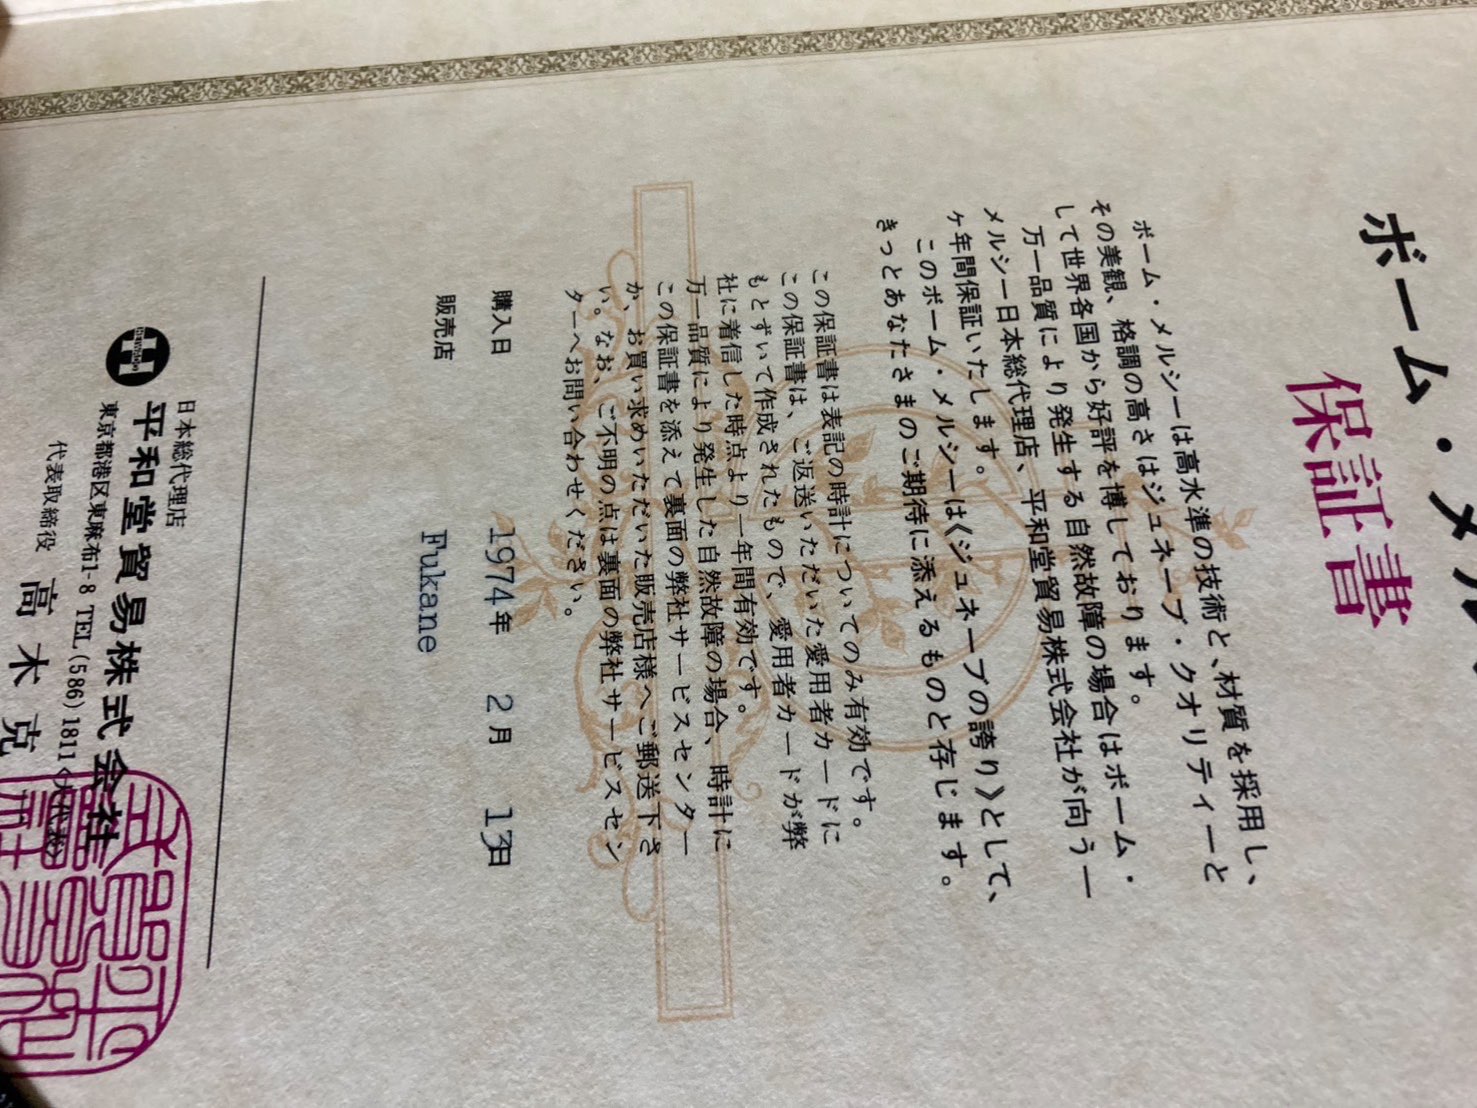 ボーム・メル
保証書
ボーム・メルシーは高水準の技術と、材質を採用し、
その美観、格調の高さはジュネーブ・クオリティーと
して世界各国から好評を博しております。
万一品質により発生する自然故障の場合はボーム・
メルシー日本総代理店、平和堂貿易株式会社が向う一
ヶ年間保証いたします。
このボーム・メルシーは《ジュネーブの誇り》として、
きっとあなたさまのご期待に添えるものと存じます。
この保証書は表記の時計についてのみ有効です。
この保証書は、ご返送いただいた愛用者カードに
もとずいて作成されたもので、愛用者カードが弊
社に着信した時点より一年間有効です。
万一品質により発生した自然故障の場合、時計に
この保証書を添えて裏面の弊社サービスセンター
か、お買い求めいただいた販売店様へご郵送下さ
い。なお、ご不明の点は裏面の弊社サービスセン
ターへお問い合わせください。
購入日 1974年 2月 13日
販売店 Fukane
日本総代理店
平和堂貿易株式会社
東京都港区東麻布1-8 TEL (586) 1811 <大代表>
代表取締役 高木克